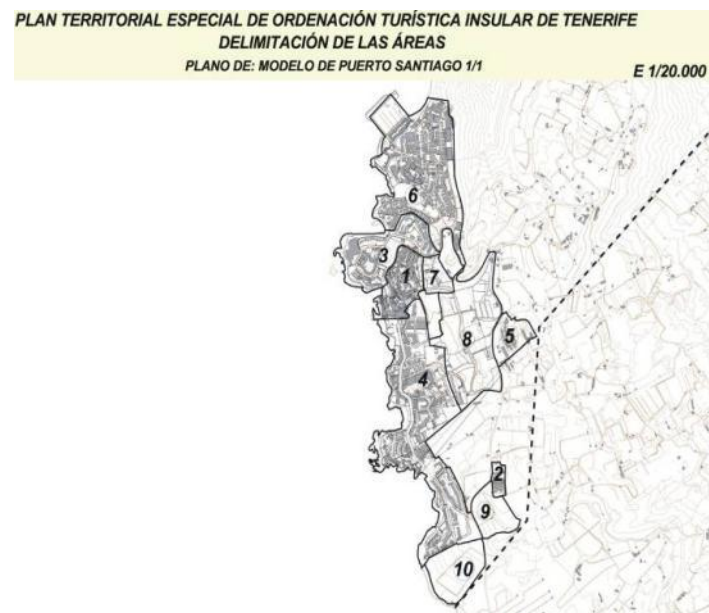 PLAN TERRITORIAL ESPECIAL DE ORDENACIÓN TURÍSTICA INSULAR DE TENERIFE
DELIMITACIÓN DE LAS ÁREAS
PLANO DE: MODELO DE PUERTO SANTIAGO 1/1
E 1/20.000
6
3
1
7
8
5
4
2
9
10